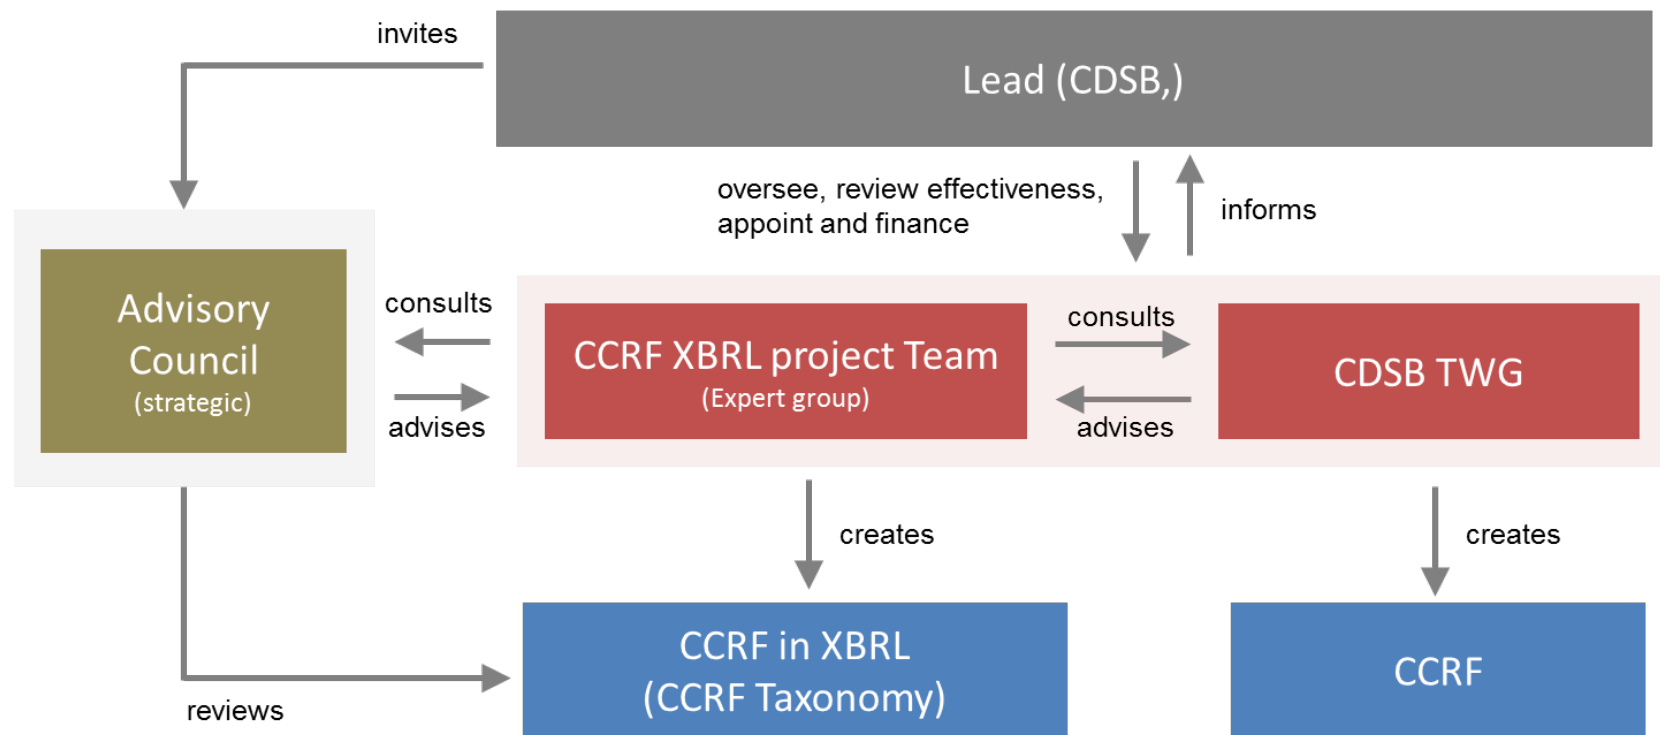 invites
Lead (CDSB,)
oversee, review effectiveness,
appoint and finance
informs
Advisory
Council
(strategic)
consults
advises
CCRF XBRL project Team
(Expert group)
consults
advises
CDSB TWG
creates
creates
reviews
CCRF in XBRL
(CCRF Taxonomy)
CCRF